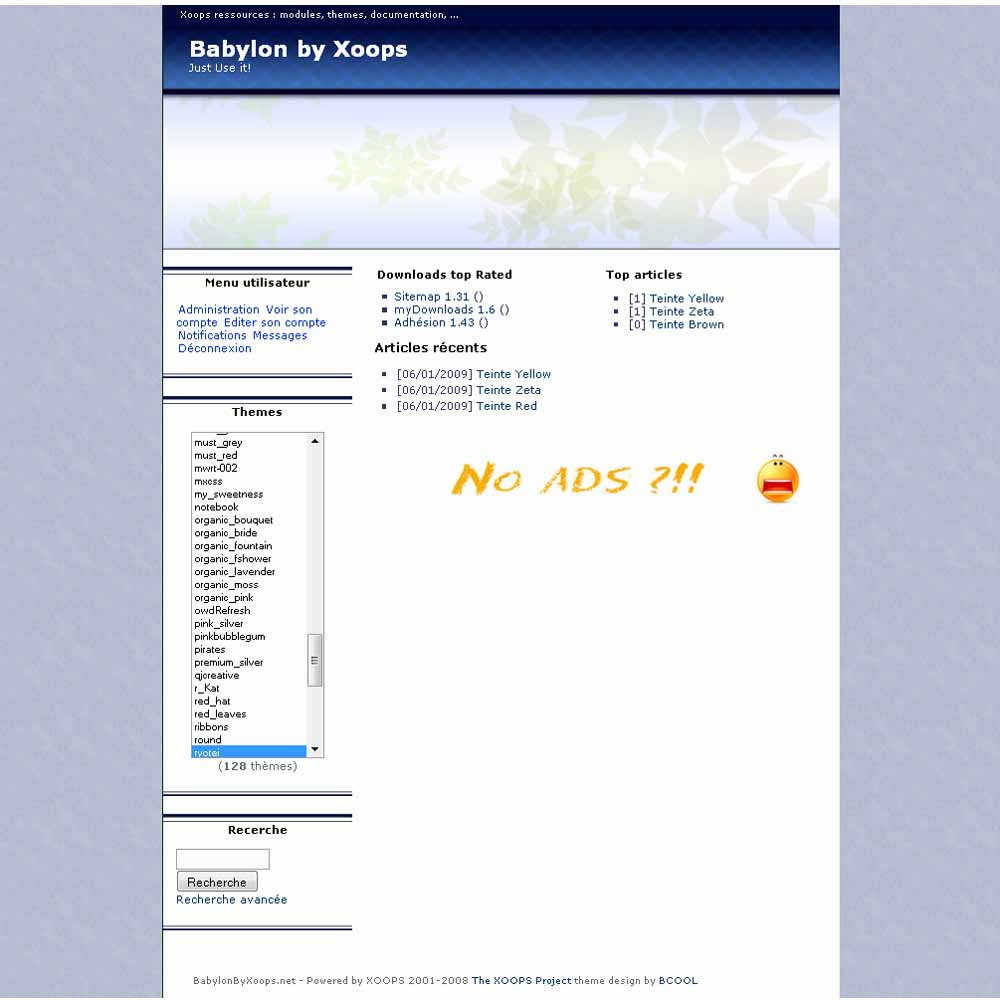 Xoops ressources : modules, themes, documentation, ...
Babylon by Xoops
Just Use it!
Menu utilisateur
Administration Voir son
compte Editer son compte
Notifications Messages
Déconnexion
Themes
must_grey
must_red
mwrt-002
mxoss
my_sweetness
notebook
organic_bouquet
organic_bride
organic_fountain
organic_fshower
organic_lavender
organic_moss
organic_pink
owdRefresh
pink_silver
pinkbubblegum
pirates
premium_silver
qjcreative
r_Kat
red_hat
red_leaves
ribbons
round
ryotei
(128 thèmes)
Recerche
Recherche
Recherche avancée
Downloads top Rated
Sitemap 1.31 ()
myDownloads 1.6 ()
Adhésion 1.43 ()
Top articles
[1] Teinte Yellow
[1] Teinte Zeta
[0] Teinte Brown
Articles récents
[06/01/2009] Teinte Yellow
[06/01/2009] Teinte Zeta
[06/01/2009] Teinte Red
No ADS ?!!
BabylonByXoops.net - Powered by XOOPS 2001-2008 The XOOPS Project theme design by BCOOL